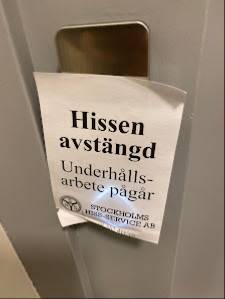 Hissen
avstängd
Underhålls-
arbete pågår
STOCKHOLMS
HISS-SERVICE AB